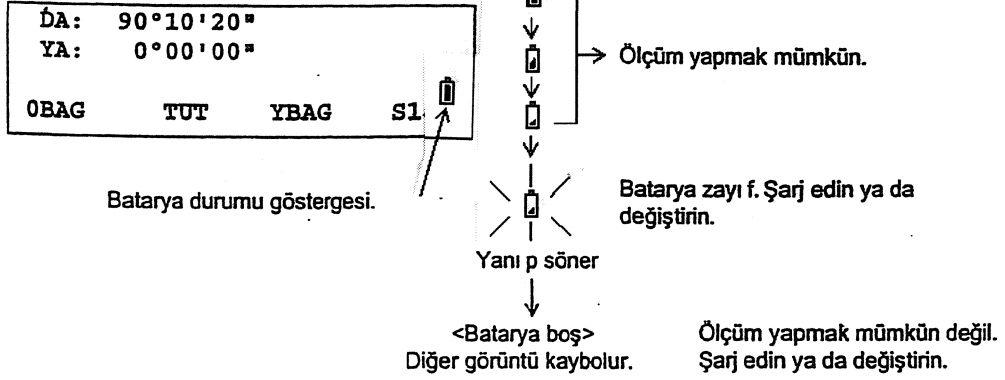 DA: 90°10'20"
YA: 0°00'00"
0BAG TUT YBAG S1
Batarya durumu göstergesi.
Ölçüm yapmak mümkün.
Batarya zayı f. Şarj edin ya da
değiştirin.
Yanı p söner
<Batarya boş>
Diğer görüntü kaybolur.
Ölçüm yapmak mümkün değil.
Şarj edin ya da değiştirin.